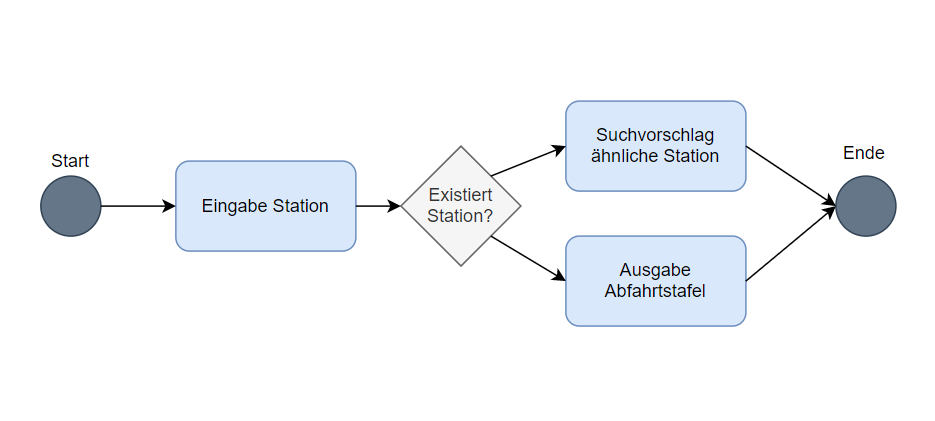 Start
Eingabe Station
Existiert
Station?
Suchvorschlag
ähnliche Station
Ausgabe
Abfahrtstafel
Ende